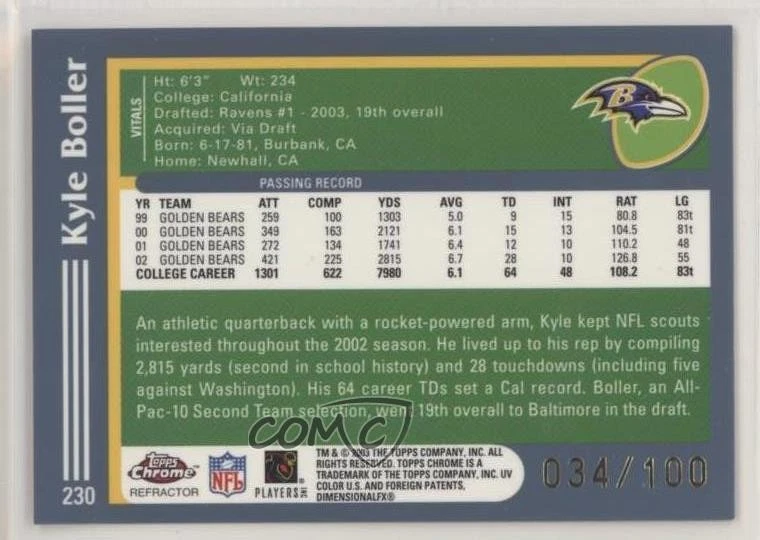 Kyle Boller
VITALS
Ht: 6'3" Wt: 234
College: California
Drafted: Ravens #1 - 2003, 19th overall
Acquired: Via Draft
Born: 6-17-81, Burbank, CA
Home: Newhall, CA
B
PASSING RECORD
YR TEAM ATT COMP YDS AVG TD INT RAT LG
99 GOLDEN BEARS 259 100 1303 5.0 9 15 80.8 83t
00 GOLDEN BEARS 349 163 2121 6.1 15 13 104.5 81t
01 GOLDEN BEARS 272 134 1741 6.4 12 10 110.2 48
02 GOLDEN BEARS 421 225 2815 6.7 28 10 126.8 55
COLLEGE CAREER 1301 622 7980 6.1 64 48 108.2 83t
An athletic quarterback with a rocket-powered arm, Kyle kept NFL scouts
interested throughout the 2002 season. He lived up to his rep by compiling
2,815 yards (second in school history) and 28 touchdowns (including five
against Washington). His 64 career TDs set a Cal record. Boller, an All-
Pac-10 Second Team selection, went 19th overall to Baltimore in the draft.
COMC
Topps
Chrome
REFRACTOR
NFL
PLAYERS INC
TM & © 2003 THE TOPPS COMPANY, INC. ALL
RIGHTS RESERVED. TOPPS CHROME IS A
TRADEMARK OF THE TOPPS COMPANY, INC. UV
COLOR U.S. AND FOREIGN PATENTS,
DIMENSIONALFX®
034/100
230